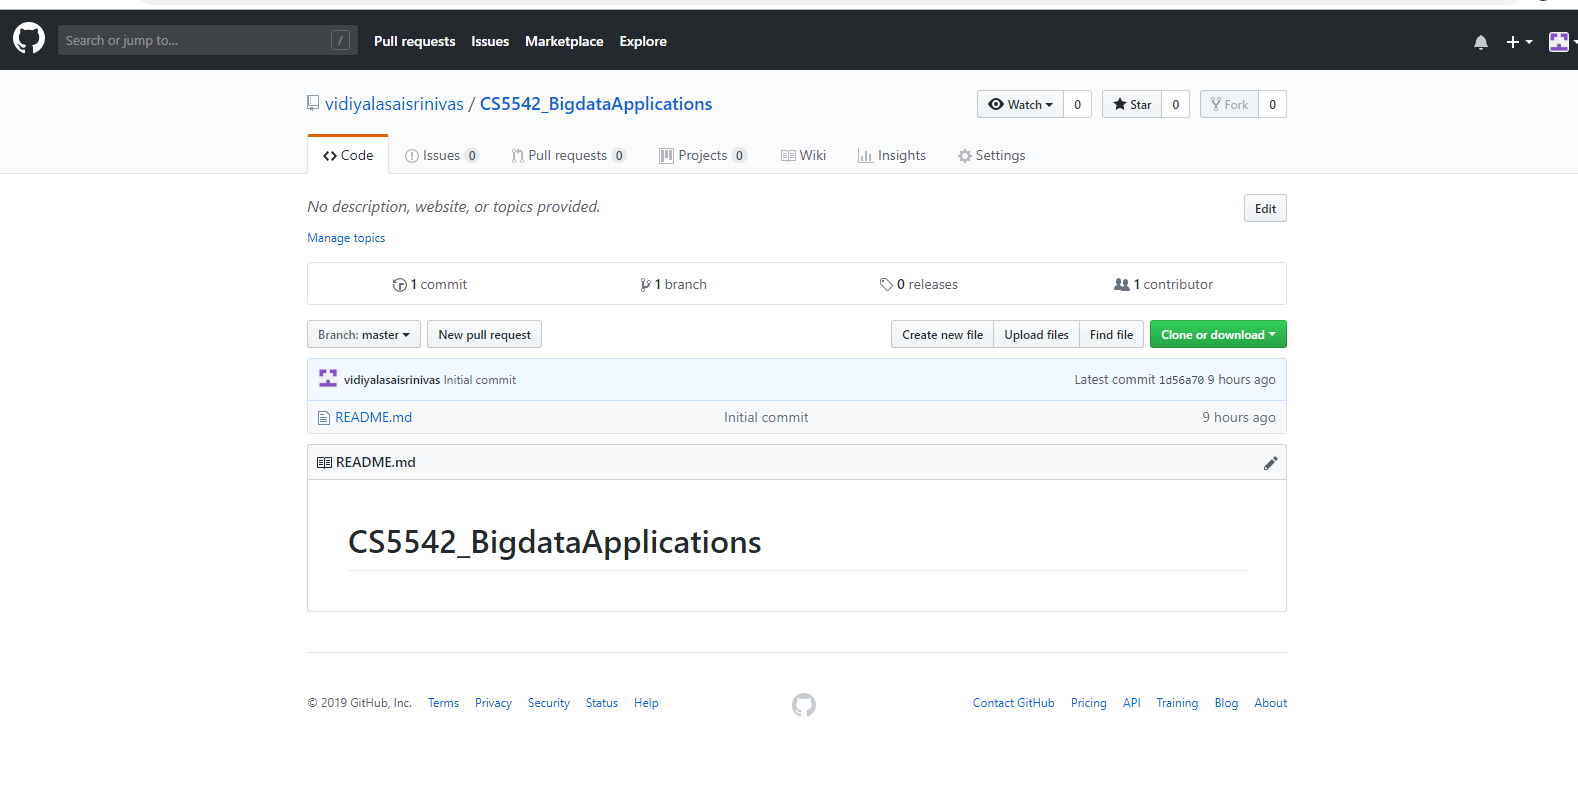 Search or jump to... / Pull requests Issues Marketplace Explore
vidiyalasaisrinivas / CS5542_BigdataApplications Watch 0 Star 0 Fork 0
Code Issues 0 Pull requests 0 Projects 0 Wiki Insights Settings
No description, website, or topics provided. Edit
Manage topics
1 commit 1 branch 0 releases 1 contributor
Branch: master New pull request Create new file Upload files Find file Clone or download
vidiyalasaisrinivas Initial commit Latest commit 1d56a70 9 hours ago
README.md Initial commit 9 hours ago
README.md
CS5542_BigdataApplications
© 2019 GitHub, Inc. Terms Privacy Security Status Help Contact GitHub Pricing API Training Blog About